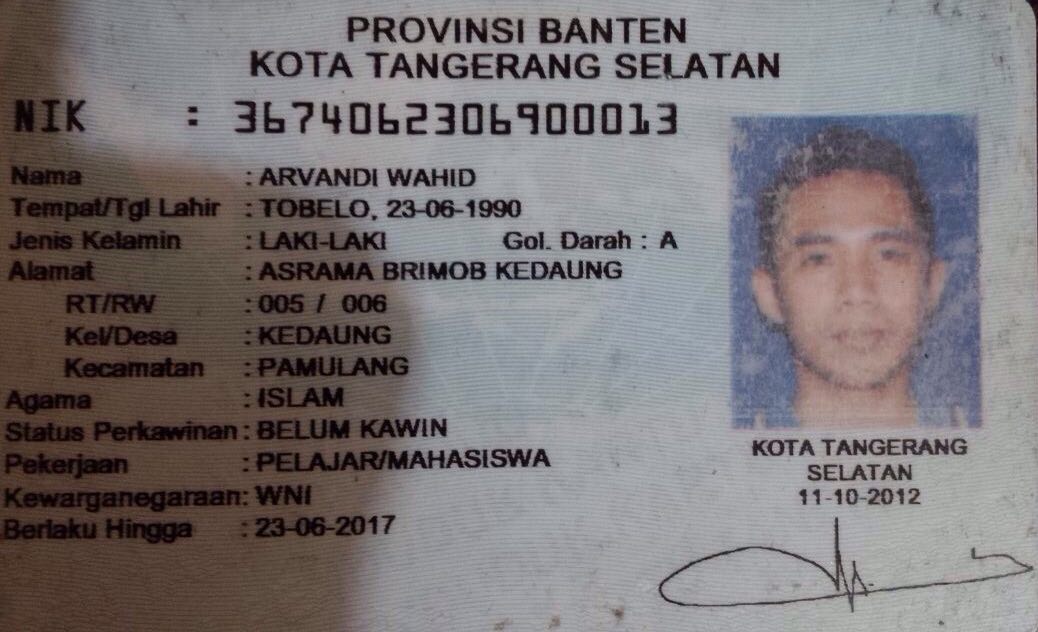 PROVINSI BANTEN
KOTA TANGERANG SELATAN
NIK : 3674062306900013
Nama : ARVANDI WAHID
Tempat/Tgl Lahir : TOBELO, 23-06-1990
Jenis Kelamin : LAKI-LAKI Gol. Darah : A
Alamat : ASRAMA BRIMOB KEDAUNG
RT/RW : 005 / 006
Kel/Desa : KEDAUNG
Kecamatan : PAMULANG
Agama : ISLAM
Status Perkawinan : BELUM KAWIN
Pekerjaan : PELAJAR/MAHASISWA
Kewarganegaraan : WNI
Berlaku Hingga : 23-06-2017
KOTA TANGERANG
SELATAN
11-10-2012